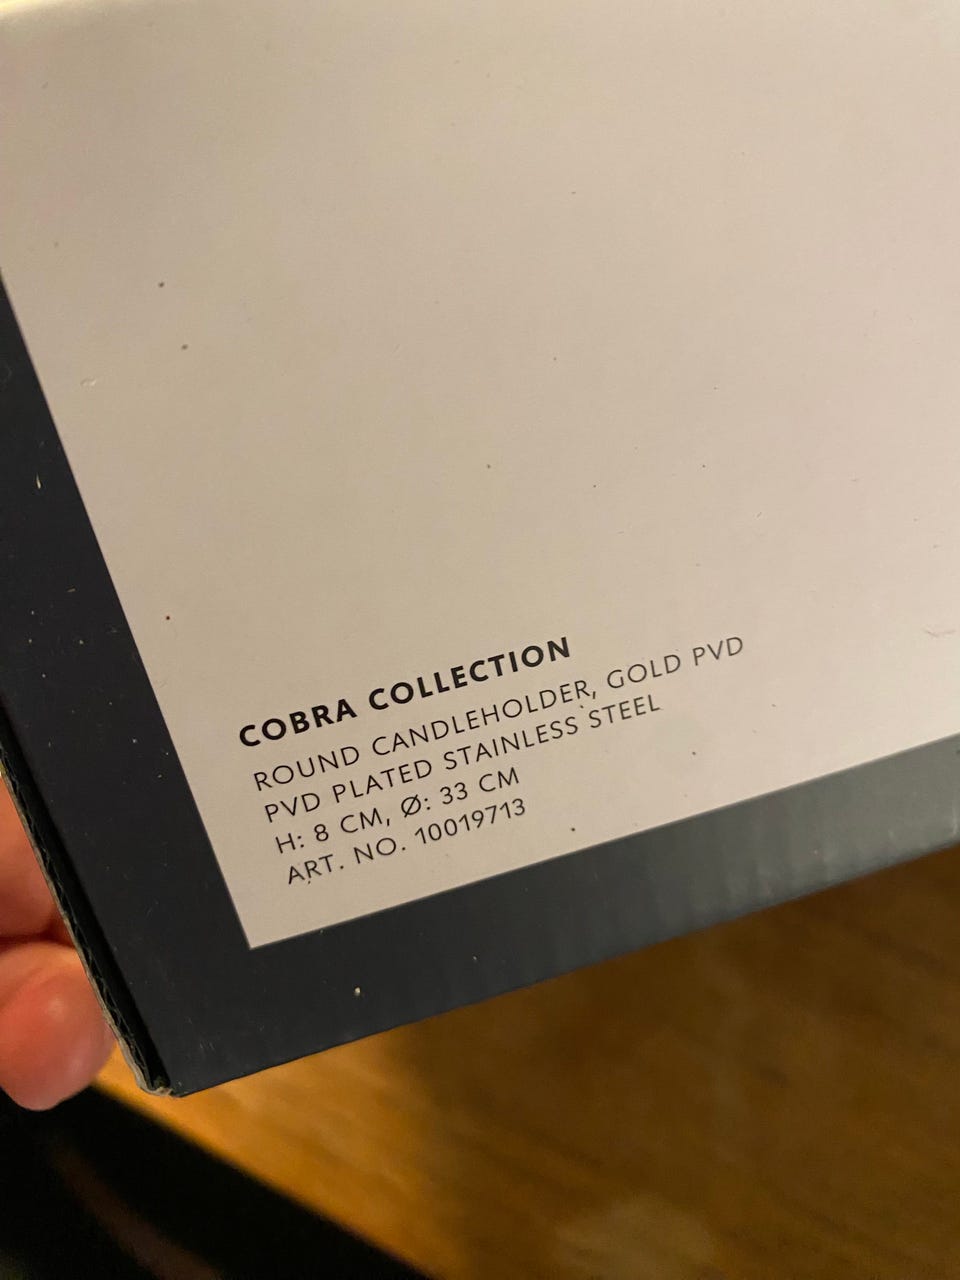 COBRA COLLECTION
ROUND CANDLEHOLDER, GOLD PVD
PVD PLATED STAINLESS STEEL
H: 8 CM, Ø: 33 CM
ART. NO. 10019713